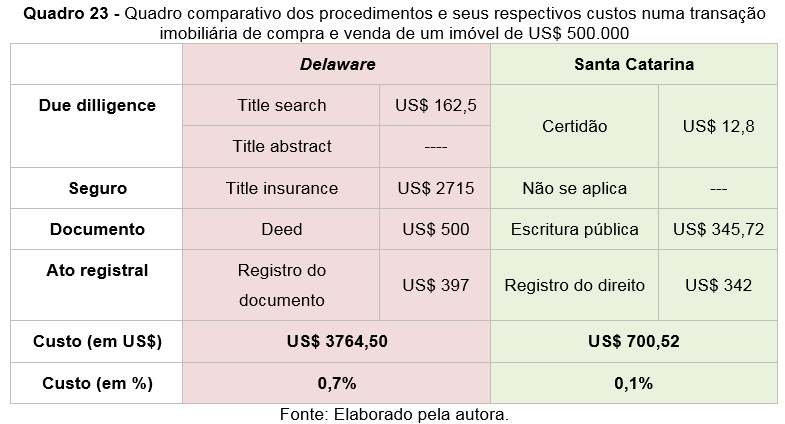 Quadro 23 - Quadro comparativo dos procedimentos e seus respectivos custos numa transação
imobiliária de compra e venda de um imóvel de US$ 500.000
Delaware Santa Catarina
Due dilligence Title search US$ 162,5 Certidão US$ 12,8
Title abstract ----
Seguro Title insurance US$ 2715 Não se aplica ---
Documento Deed US$ 500 Escritura pública US$ 345,72
Ato registral Registro do
documento US$ 397 Registro do direito US$ 342
Custo (em US$) US$ 3764,50 US$ 700,52
Custo (em %) 0,7% 0,1%
Fonte: Elaborado pela autora.